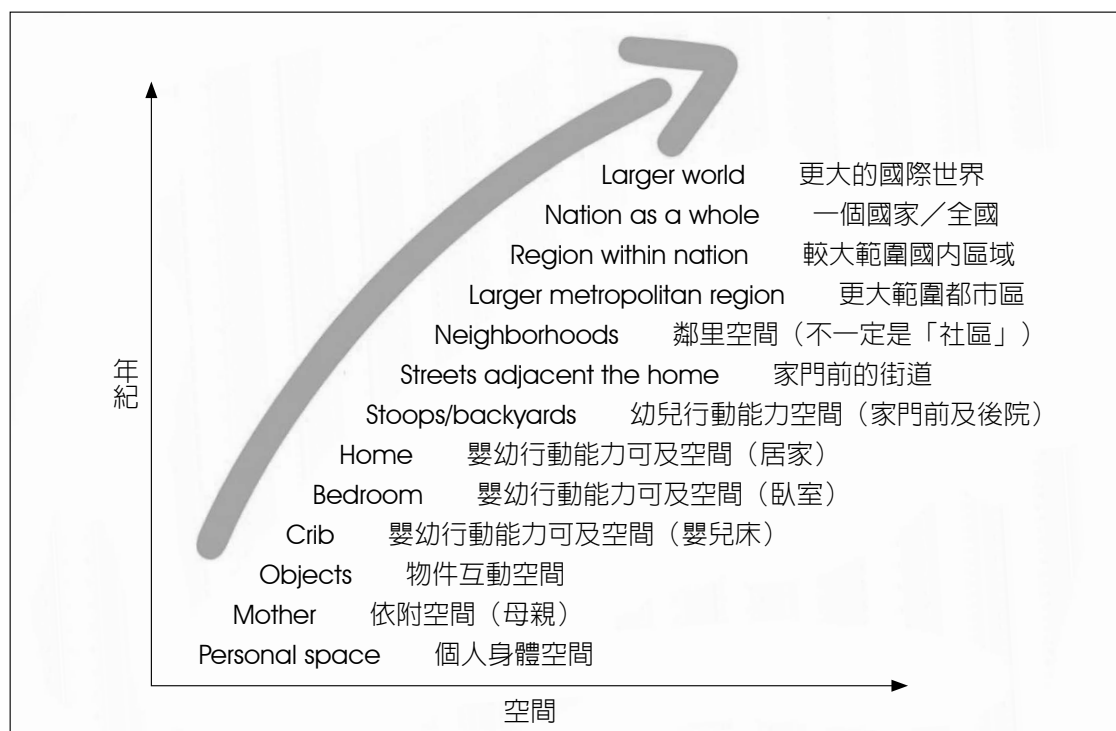 Larger world 更大的國際世界
Nation as a whole 一個國家／全國
Region within nation 較大範圍國内區域
Larger metropolitan region 更大範圍都市區
Neighborhoods 鄰里空間（不一定是「社區」）
Streets adjacent the home 家門前的街道
Stoops/backyards 幼兒行動能力空間（家門前及後院）
Home 嬰幼行動能力可及空間（居家）
Bedroom 嬰幼行動能力可及空間（臥室）
Crib 嬰幼行動能力可及空間（嬰兒床）
Objects 物件互動空間
Mother 依附空間（母親）
Personal space 個人身體空間
年紀
空間